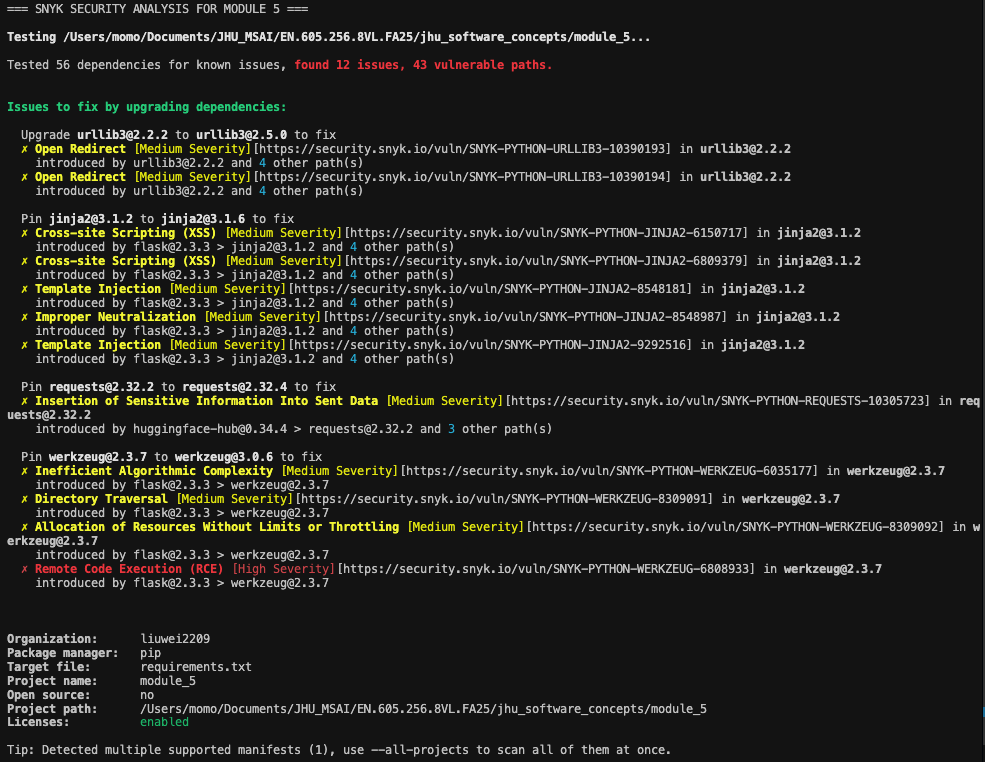 === SNYK SECURITY ANALYSIS FOR MODULE 5 ===
Testing /Users/momo/Documents/JHU_MSAI/EN.605.256.8VL.FA25/jhu_software_concepts/module_5...
Tested 56 dependencies for known issues, found 12 issues, 43 vulnerable paths.
Issues to fix by upgrading dependencies:
Upgrade urllib3@2.2.2 to urllib3@2.5.0 to fix
✗ Open Redirect [Medium Severity][https://security.snyk.io/vuln/SNYK-PYTHON-URLLIB3-10390193] in urllib3@2.2.2
introduced by urllib3@2.2.2 and 4 other path(s)
✗ Open Redirect [Medium Severity][https://security.snyk.io/vuln/SNYK-PYTHON-URLLIB3-10390194] in urllib3@2.2.2
introduced by urllib3@2.2.2 and 4 other path(s)
Pin jinja2@3.1.2 to jinja2@3.1.6 to fix
✗ Cross-site Scripting (XSS) [Medium Severity][https://security.snyk.io/vuln/SNYK-PYTHON-JINJA2-6150717] in jinja2@3.1.2
introduced by flask@2.3.3 > jinja2@3.1.2 and 4 other path(s)
✗ Cross-site Scripting (XSS) [Medium Severity][https://security.snyk.io/vuln/SNYK-PYTHON-JINJA2-6809379] in jinja2@3.1.2
introduced by flask@2.3.3 > jinja2@3.1.2 and 4 other path(s)
✗ Template Injection [Medium Severity][https://security.snyk.io/vuln/SNYK-PYTHON-JINJA2-8548181] in jinja2@3.1.2
introduced by flask@2.3.3 > jinja2@3.1.2 and 4 other path(s)
✗ Improper Neutralization [Medium Severity][https://security.snyk.io/vuln/SNYK-PYTHON-JINJA2-8548987] in jinja2@3.1.2
introduced by flask@2.3.3 > jinja2@3.1.2 and 4 other path(s)
✗ Template Injection [Medium Severity][https://security.snyk.io/vuln/SNYK-PYTHON-JINJA2-9292516] in jinja2@3.1.2
introduced by flask@2.3.3 > jinja2@3.1.2 and 4 other path(s)
Pin requests@2.32.2 to requests@2.32.4 to fix
✗ Insertion of Sensitive Information Into Sent Data [Medium Severity][https://security.snyk.io/vuln/SNYK-PYTHON-REQUESTS-10305723] in req
uests@2.32.2
introduced by huggingface-hub@0.34.4 > requests@2.32.2 and 3 other path(s)
Pin werkzeug@2.3.7 to werkzeug@3.0.6 to fix
✗ Inefficient Algorithmic Complexity [Medium Severity][https://security.snyk.io/vuln/SNYK-PYTHON-WERKZEUG-6035177] in werkzeug@2.3.7
introduced by flask@2.3.3 > werkzeug@2.3.7
✗ Directory Traversal [Medium Severity][https://security.snyk.io/vuln/SNYK-PYTHON-WERKZEUG-8309091] in werkzeug@2.3.7
introduced by flask@2.3.3 > werkzeug@2.3.7
✗ Allocation of Resources Without Limits or Throttling [Medium Severity][https://security.snyk.io/vuln/SNYK-PYTHON-WERKZEUG-8309092] in w
erkzeug@2.3.7
introduced by flask@2.3.3 > werkzeug@2.3.7
✗ Remote Code Execution (RCE) [High Severity][https://security.snyk.io/vuln/SNYK-PYTHON-WERKZEUG-6808933] in werkzeug@2.3.7
introduced by flask@2.3.3 > werkzeug@2.3.7
Organization: liuwei2209
Package manager: pip
Target file: requirements.txt
Project name: module_5
Open source: no
Project path: /Users/momo/Documents/JHU_MSAI/EN.605.256.8VL.FA25/jhu_software_concepts/module_5
Licenses: enabled
Tip: Detected multiple supported manifests (1), use --all-projects to scan all of them at once.